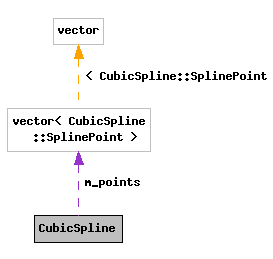 vector
< CubicSpline::SplinePoint
vector< CubicSpline
::SplinePoint >
m_points
CubicSpline